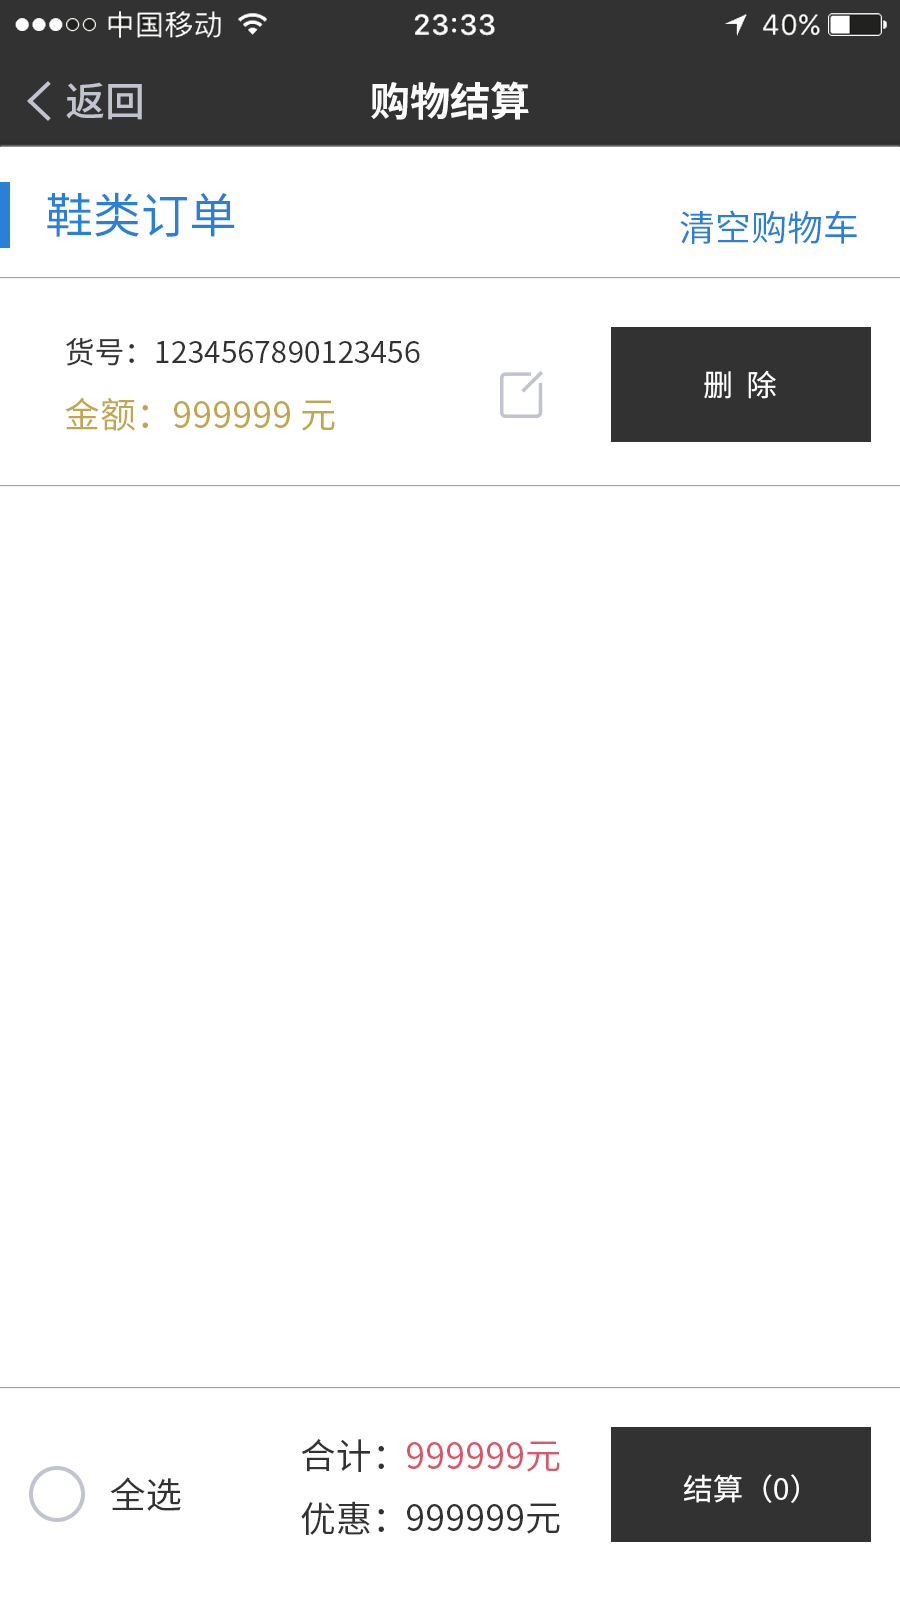 中国移动 23:33 40%
返回 购物结算
鞋类订单 清空购物车
货号：1234567890123456
金额：999999 元
删 除
合计：999999元
全选
优惠：999999元
结算（0）